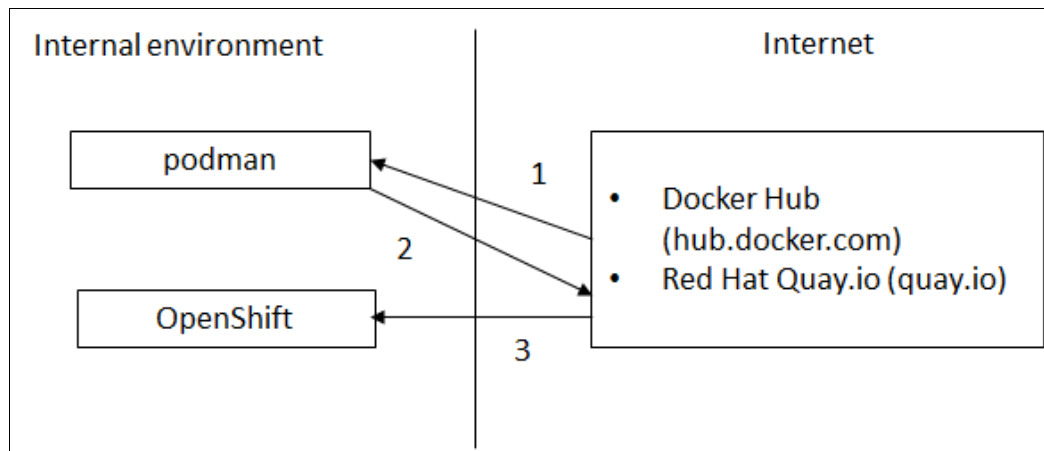 Internal environment
Internet
podman
1
• Docker Hub
(hub.docker.com)
2
• Red Hat Quay.io (quay.io)
OpenShift
3